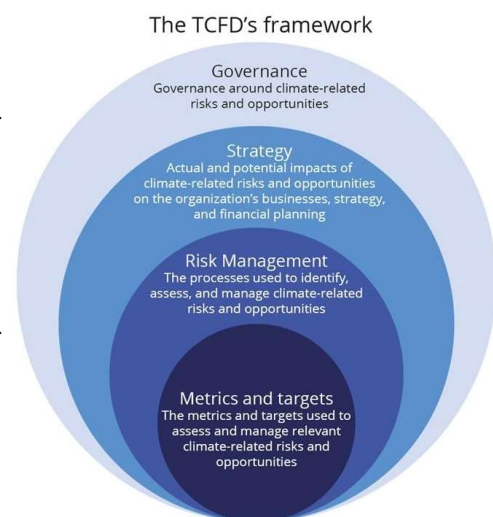 The TCFD’s framework
Governance
Governance around climate-related
risks and opportunities
Strategy
Actual and potential impacts of
climate-related risks and opportunities
on the organization’s businesses, strategy,
and financial planning
Risk Management
The processes used to identify,
assess, and manage climate-related
risks and opportunities
Metrics and targets
The metrics and targets used to
assess and manage relevant
climate-related risks and
opportunities